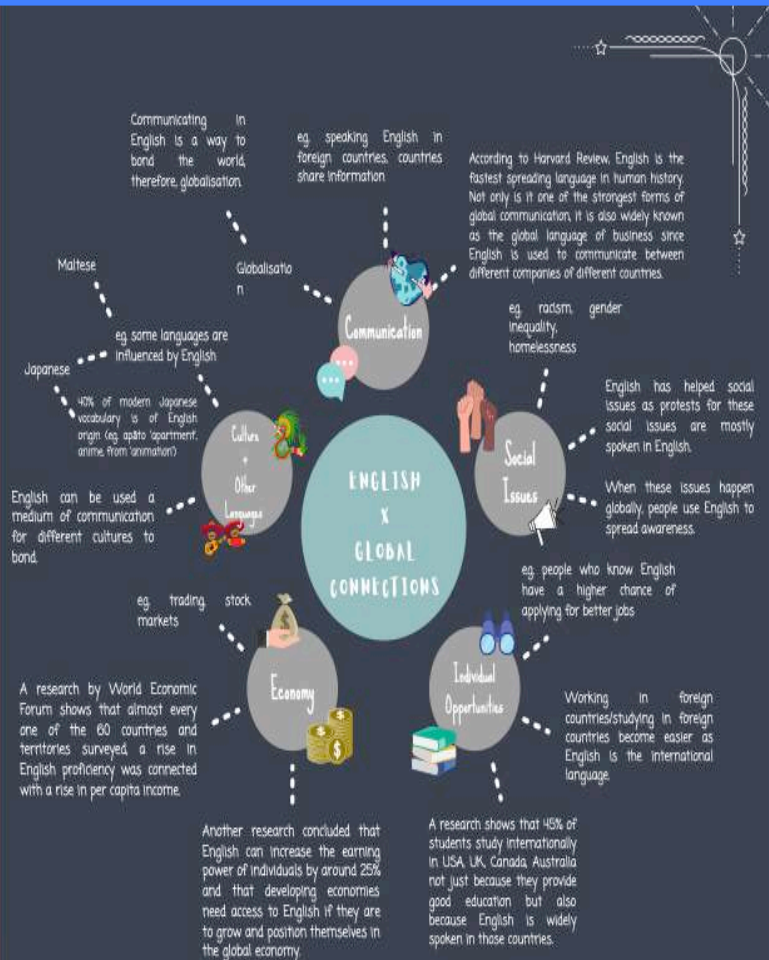 Communicating in
English is a way to
bond the world,
therefore, globalisation.
eg. speaking English in
foreign countries, countries
share information
According to Harvard Review, English is the
fastest spreading language in human history.
Not only is it one of the strongest forms of
global communication, it is also widely known
as the global language of business since
English is used to communicate between
different companies of different countries.
Globalisatio
n
Communication
Maltese
eg. some languages are
influenced by English
Japanese
40% of modern Japanese
vocabulary is of English
origin (eg. apāto 'apartment',
anime, from 'animation')
Culture
+
Other
Languages
English can be used a
medium of communication
for different cultures to
bond.
eg. racism, gender
inequality,
homelessness
English has helped social
issues as protests for these
social issues are mostly
spoken in English.
Social
Issues
When these issues happen
globally, people use English to
spread awareness.
ENGLISH
X
GLOBAL
CONNECTIONS
eg. trading, stock
markets
Economy
A research by World Economic
Forum shows that almost every
one of the 60 countries and
territories surveyed, a rise in
English proficiency was connected
with a rise in per capita income.
Another research concluded that
English can increase the earning
power of individuals by around 25%
and that developing economies
need access to English if they are
to grow and position themselves in
the global economy.
eg. people who know English
have a higher chance of
applying for better jobs
Individual
Opportunities
Working in foreign
countries/studying in foreign
countries become easier as
English is the international
language.
A research shows that 45% of
students study internationally
in USA, UK, Canada, Australia
not just because they provide
good education but also
because English is widely
spoken in those countries.